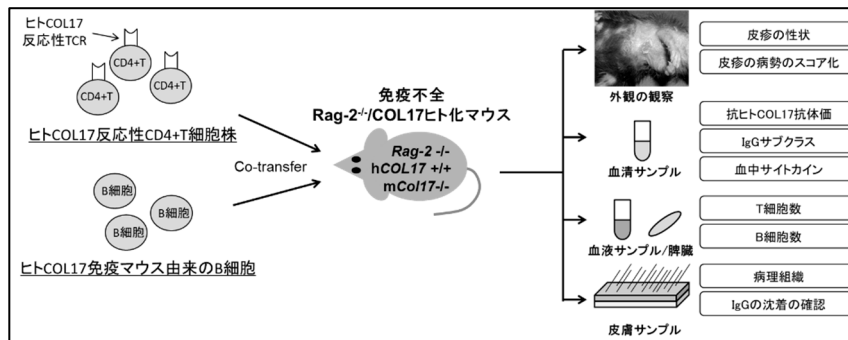 ヒトCOL17
反応性TCR
CD4+T
CD4+T
CD4+T
ヒトCOL17反応性CD4+T細胞株
B細胞
B細胞
B細胞
ヒトCOL17免疫マウス由来のB細胞
Co-transfer
免疫不全
Rag-2-/-/COL17ヒト化マウス
Rag-2 -/-
hCOL17 +/+
mCol17-/-
外観の観察
皮疹の性状
皮疹の病勢のスコア化
血清サンプル
抗ヒトCOL17抗体価
IgGサブクラス
血中サイトカイン
血液サンプル/脾臓
T細胞数
B細胞数
皮膚サンプル
病理組織
IgGの沈着の確認